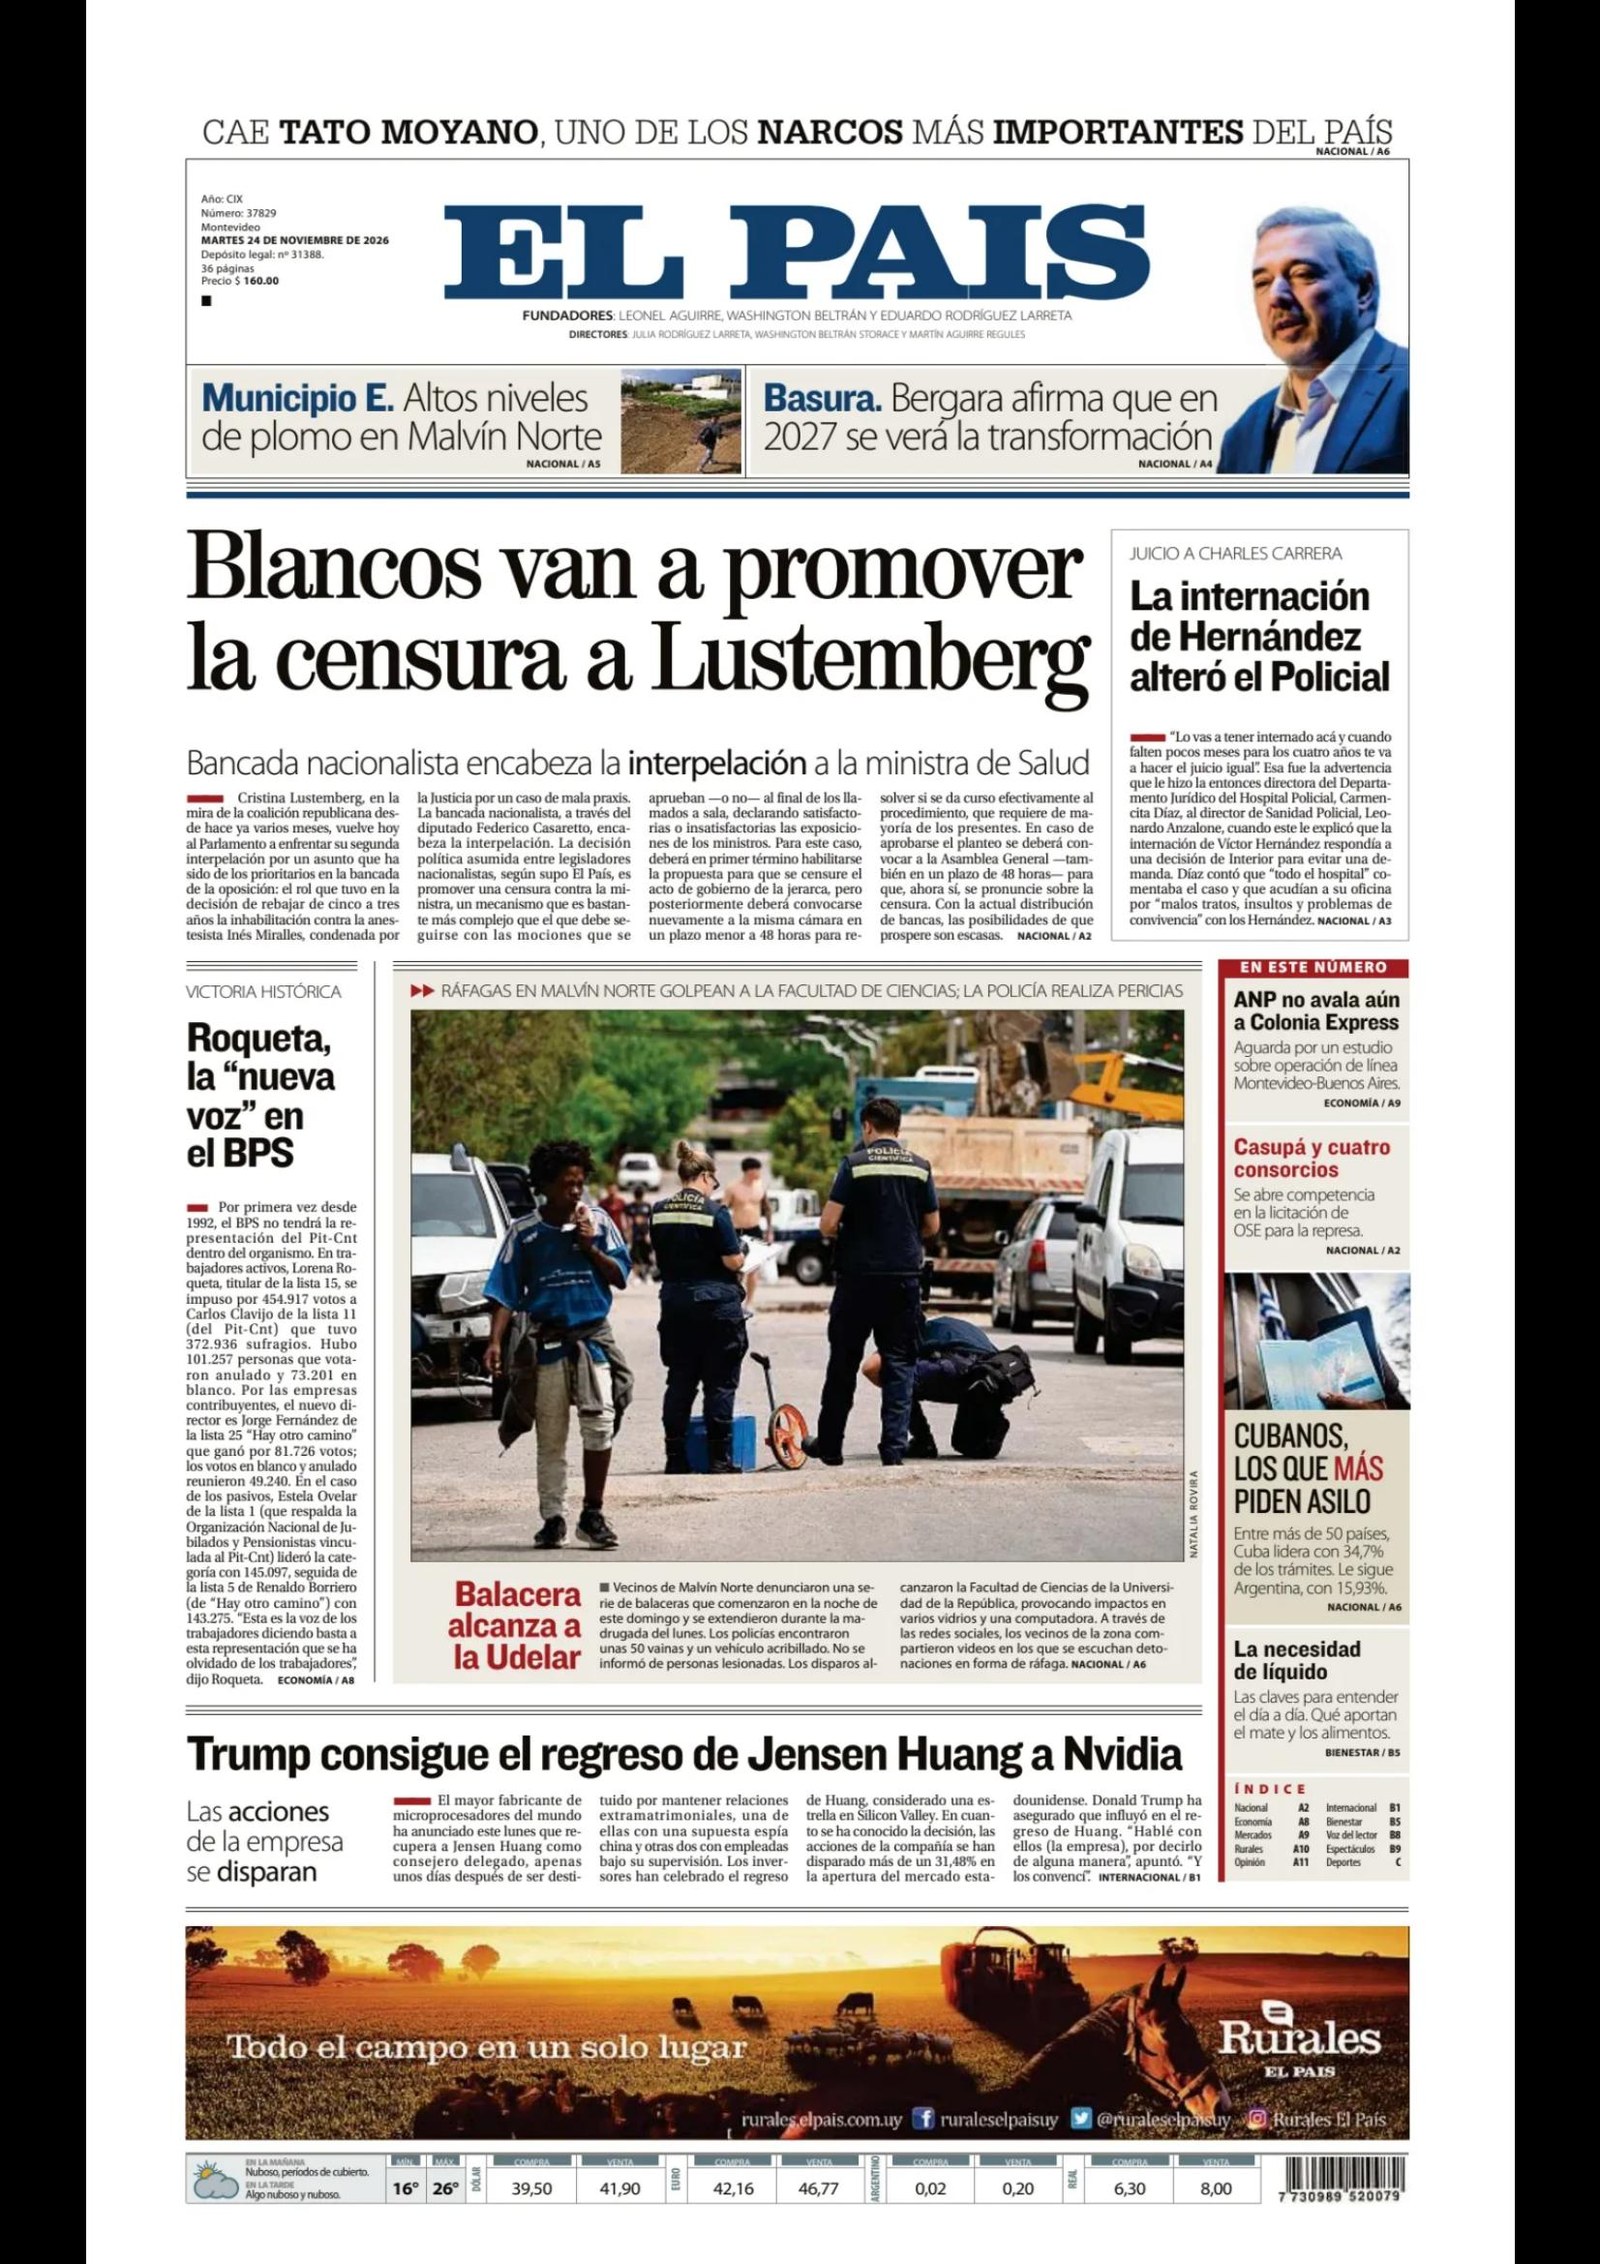 CAE TATO MOYANO, UNO DE LOS NARCOS MÁS IMPORTANTES DEL PAÍS
NACIONAL / A6
Año: CIX
Número: 37829
Montevideo
MARTES 24 DE NOVIEMBRE DE 2026
Depósito legal: nº 31388.
36 páginas
Precio $ 160.00
EL PAIS
FUNDADORES: LEONEL AGUIRRE, WASHINGTON BELTRÁN Y EDUARDO RODRÍGUEZ LARRETA
DIRECTORES: JULIA RODRÍGUEZ LARRETA, WASHINGTON BELTRÁN STORACE Y MARTÍN AGUIRRE REGULES
Municipio E. Altos niveles
de plomo en Malvín Norte
NACIONAL / A5
Basura. Bergara afirma que en
2027 se verá la transformación
NACIONAL / A4
Blancos van a promover
la censura a Lustemberg
Bancada nacionalista encabeza la interpelación a la ministra de Salud
Cristina Lustemberg, en la
mira de la coalición republicana des-
de hace ya varios meses, vuelve hoy
al Parlamento a enfrentar su segunda
interpelación por un asunto que ha
sido de los prioritarios en la bancada
de la oposición: el rol que tuvo en la
decisión de rebajar de cinco a tres
años la inhabilitación contra la anes-
tesista Inés Miralles, condenada por
la Justicia por un caso de mala praxis.
La bancada nacionalista, a través del
diputado Federico Casaretto, enca-
beza la interpelación. La decisión
política asumida entre legisladores
nacionalistas, según supo El País, es
promover una censura contra la mi-
nistra, un mecanismo que es bastan-
te más complejo que el que debe se-
guirse con las mociones que se
aprueban —o no— al final de los lla-
mados a sala, declarando satisfacto-
rias o insatisfactorias las exposicio-
nes de los ministros. Para este caso,
deberá en primer término habilitarse
la propuesta para que se censure el
acto de gobierno de la jerarca, pero
posteriormente deberá convocarse
nuevamente a la misma cámara en
un plazo menor a 48 horas para re-
solver si se da curso efectivamente al
procedimiento, que requiere de ma-
yoría de los presentes. En caso de
aprobarse el planteo se deberá con-
vocar a la Asamblea General —tam-
bién en un plazo de 48 horas— para
que, ahora sí, se pronuncie sobre la
censura. Con la actual distribución
de bancas, las posibilidades de que
prospere son escasas. NACIONAL / A2
JUICIO A CHARLES CARRERA
La internación
de Hernández
alteró el Policial
"Lo vas a tener internado acá y cuando
falten pocos meses para los cuatro años te va
a hacer el juicio igual". Esa fue la advertencia
que le hizo la entonces directora del Departa-
mento Jurídico del Hospital Policial, Carmen-
cita Díaz, al director de Sanidad Policial, Leo-
nardo Anzalone, cuando este le explicó que la
internación de Víctor Hernández respondía a
una decisión de Interior para evitar una de-
manda. Díaz contó que "todo el hospital" co-
mentaba el caso y que acudían a su oficina
por "malos tratos, insultos y problemas de
convivencia" con los Hernández. NACIONAL / A3
VICTORIA HISTÓRICA
Roqueta,
la "nueva
voz" en
el BPS
Por primera vez desde
1992, el BPS no tendrá la re-
presentación del Pit-Cnt
dentro del organismo. En tra-
bajadores activos, Lorena Ro-
queta, titular de la lista 15, se
impuso por 454.917 votos a
Carlos Clavijo de la lista 11
(del Pit-Cnt) que tuvo
372.936 sufragios. Hubo
101.257 personas que vota-
ron anulado y 73.201 en
blanco. Por las empresas
contribuyentes, el nuevo di-
rector es Jorge Fernández de
la lista 25 "Hay otro camino"
que ganó por 81.726 votos;
los votos en blanco y anulado
reunieron 49.240. En el caso
de los pasivos, Estela Ovelar
de la lista 1 (que respalda la
Organización Nacional de Ju-
bilados y Pensionistas vincu-
lada al Pit-Cnt) lideró la cate-
goría con 145.097, seguida de
la lista 5 de Renaldo Borriero
(de "Hay otro camino") con
143.275. "Esta es la voz de los
trabajadores diciendo basta a
esta representación que se ha
olvidado de los trabajadores",
dijo Roqueta. ECONOMÍA / A8
RÁFAGAS EN MALVÍN NORTE GOLPEAN A LA FACULTAD DE CIENCIAS; LA POLICÍA REALIZA PERICIAS
POLICÍA
CIENTÍFICA
POLICÍA
CIENTÍFICA
NATALIA ROVIRA
Balacera
alcanza a
la Udelar
Vecinos de Malvín Norte denunciaron una se-
rie de balaceras que comenzaron en la noche de
este domingo y se extendieron durante la ma-
drugada del lunes. Los policías encontraron
unas 50 vainas y un vehículo acribillado. No se
informó de personas lesionadas. Los disparos al-
canzaron la Facultad de Ciencias de la Universi-
dad de la República, provocando impactos en
varios vidrios y una computadora. A través de
las redes sociales, los vecinos de la zona com-
partieron videos en los que se escuchan deto-
naciones en forma de ráfaga. NACIONAL / A6
EN ESTE NÚMERO
ANP no avala aún
a Colonia Express
Aguarda por un estudio
sobre operación de línea
Montevideo-Buenos Aires.
ECONOMÍA / A9
Casupá y cuatro
consorcios
Se abre competencia
en la licitación de
OSE para la represa.
NACIONAL / A2
CUBANOS,
LOS QUE MÁS
PIDEN ASILO
Entre más de 50 países,
Cuba lidera con 34,7%
de los trámites. Le sigue
Argentina, con 15,93%.
NACIONAL / A6
La necesidad
de líquido
Las claves para entender
el día a día. Qué aportan
el mate y los alimentos.
BIENESTAR / B5
ÍNDICE
Nacional A2 Internacional B1
Economía A8 Bienestar B5
Mercados A9 Voz del lector B8
Rurales A10 Espectáculos B9
Opinión A11 Deportes C
Trump consigue el regreso de Jensen Huang a Nvidia
Las acciones
de la empresa
se disparan
El mayor fabricante de
microprocesadores del mundo
ha anunciado este lunes que re-
cupera a Jensen Huang como
consejero delegado, apenas
unos días después de ser desti-
tuido por mantener relaciones
extramatrimoniales, una de
ellas con una supuesta espía
china y otras dos con empleadas
bajo su supervisión. Los inver-
sores han celebrado el regreso
de Huang, considerado una es-
trella en Silicon Valley. En cuan-
to se ha conocido la decisión, las
acciones de la compañía se han
disparado más de un 31,48% en
la apertura del mercado esta-
dounidense. Donald Trump ha
asegurado que influyó en el re-
greso de Huang. "Hablé con
ellos (la empresa), por decirlo
de alguna manera", apuntó. "Y
los convencí". INTERNACIONAL / B1
Todo el campo en un solo lugar
Rurales
EL PAIS
rurales.elpais.com.uy ruraleselpaisuy @ruraleselpaisuy Rurales El País
EN LA MAÑANA
Nuboso, períodos de cubierto.
EN LA TARDE
Algo nuboso y nuboso.
MÍN. MÁX.
16° 26°
DÓLAR COMPRA VENTA
39,50 41,90
EURO COMPRA VENTA
42,16 46,77
ARGENTINO COMPRA VENTA
0,02 0,20
REAL COMPRA VENTA
6,30 8,00
7 730989 520079